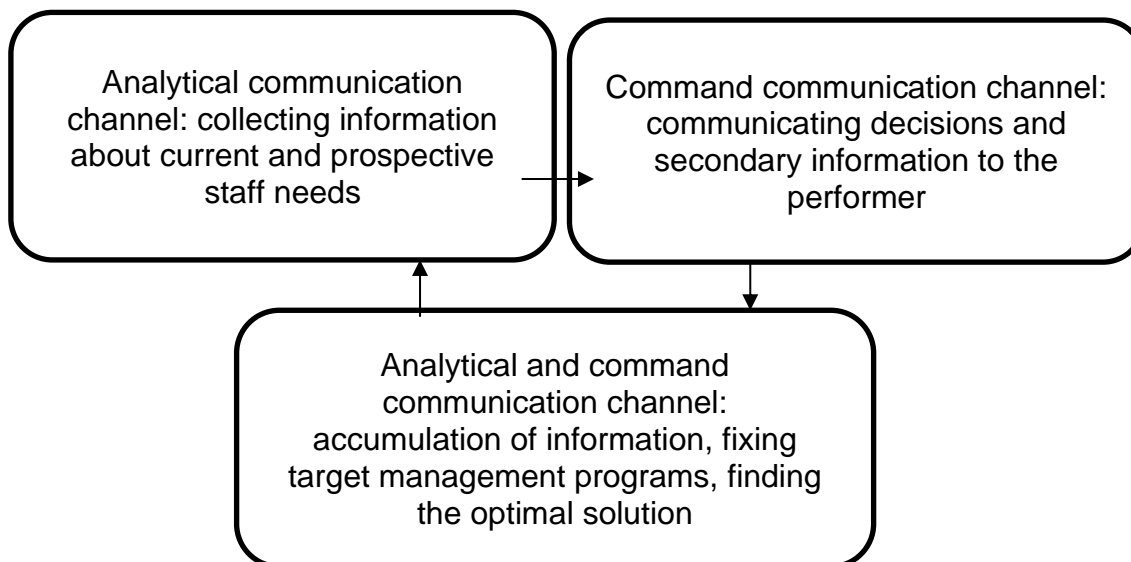 Analytical communication
channel: collecting information
about current and prospective
staff needs
Command communication channel:
communicating decisions and
secondary information to the
performer
Analytical and command
communication channel:
accumulation of information, fixing
target management programs, finding
the optimal solution